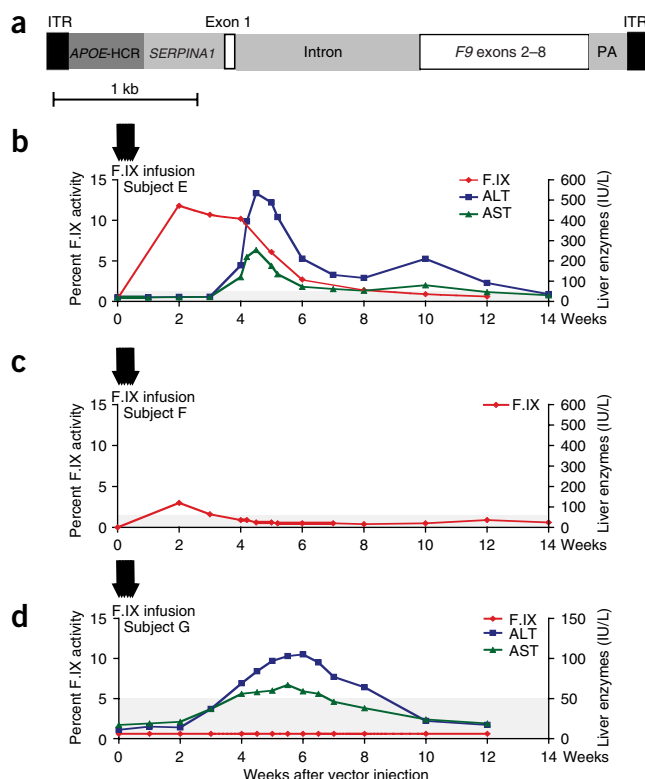 a
ITR
Exon 1
ITR
APOE-HCR
SERPINA1
Intron
F9 exons 2–8
PA
1 kb
b
F.IX infusion
Subject E
F.IX
ALT
AST
Percent F.IX activity
15
10
5
0
Liver enzymes (IU/L)
600
500
400
300
200
100
0
0 2 4 6 8 10 12 14 Weeks
c
F.IX infusion
Subject F
F.IX
Percent F.IX activity
15
10
5
0
Liver enzymes (IU/L)
600
500
400
300
200
100
0
0 2 4 6 8 10 12 14 Weeks
d
F.IX infusion
Subject G
F.IX
ALT
AST
Percent F.IX activity
15
10
5
0
Liver enzymes (IU/L)
150
100
50
0
0 2 4 6 8 10 12 14 Weeks
Weeks after vector injection